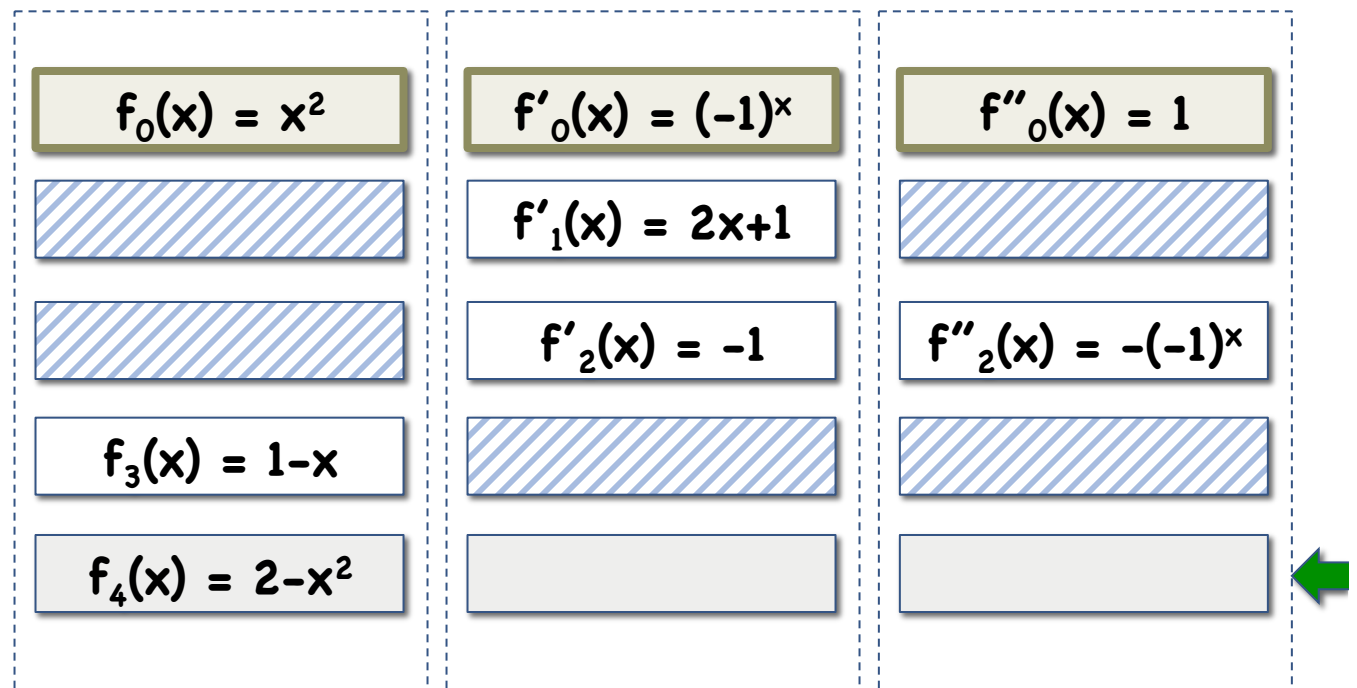 f₀(x) = x²
f′₀(x) = (-1)ˣ
f″₀(x) = 1
f′₁(x) = 2x+1
f′₂(x) = -1
f″₂(x) = -(-1)ˣ
f₃(x) = 1-x
f₄(x) = 2-x²